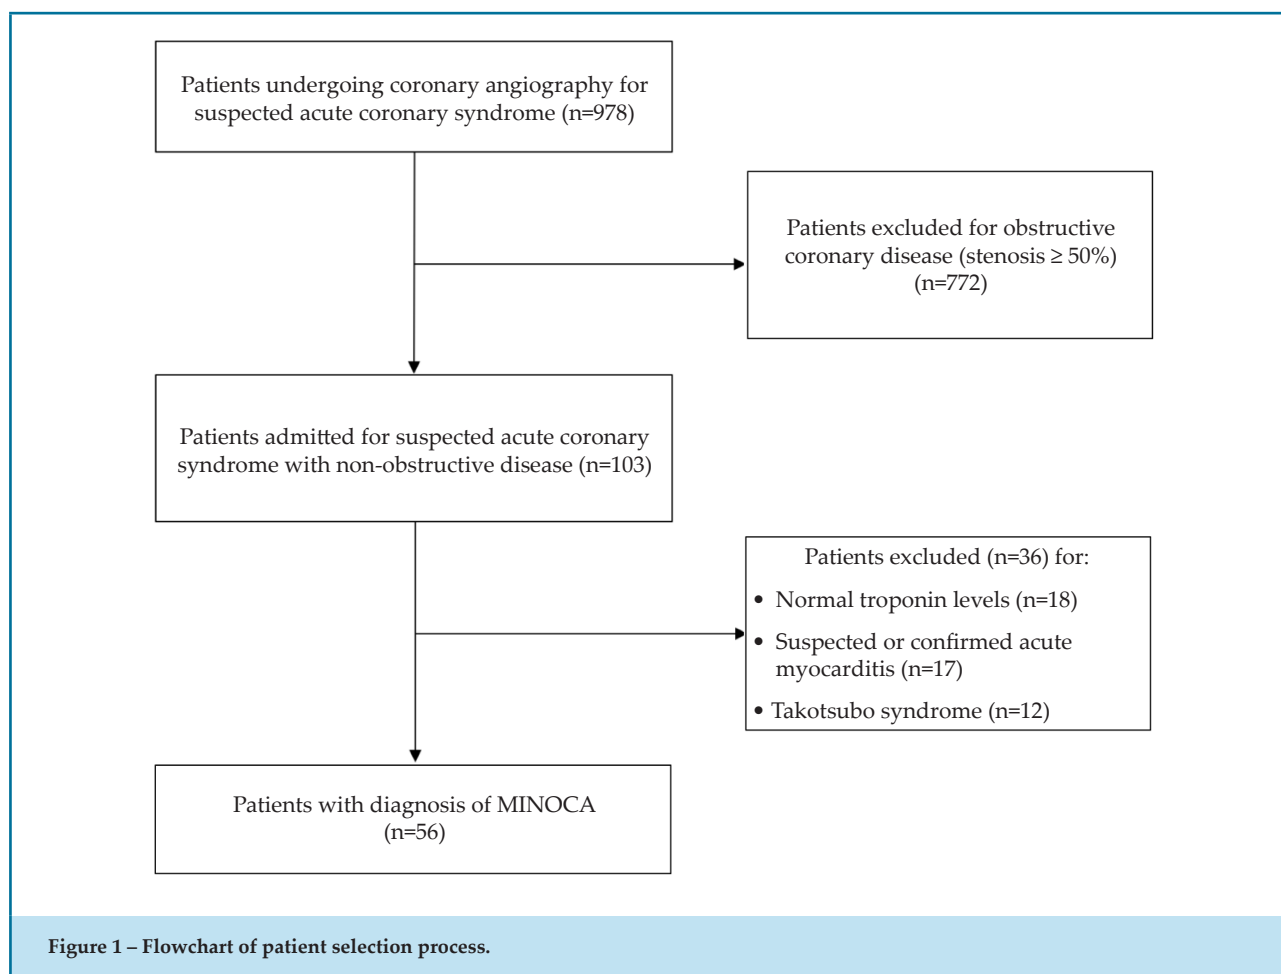 Patients undergoing coronary angiography for
suspected acute coronary syndrome (n=978)
Patients excluded for obstructive
coronary disease (stenosis ≥ 50%)
(n=772)
Patients admitted for suspected acute coronary
syndrome with non-obstructive disease (n=103)
Patients excluded (n=36) for:
• Normal troponin levels (n=18)
• Suspected or confirmed acute
myocarditis (n=17)
• Takotsubo syndrome (n=12)
Patients with diagnosis of MINOCA
(n=56)
Figure 1 – Flowchart of patient selection process.